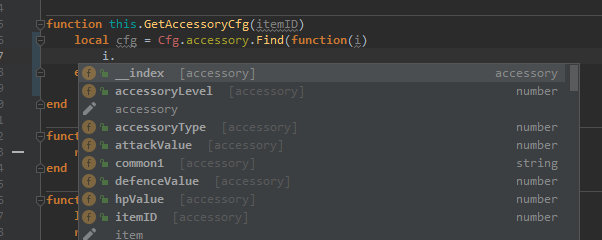 function this.GetAccessoryCfg(itemID)
local cfg = Cfg.accessory.Find(function(i)
i.
__index [accessory] accessory
accessoryLevel [accessory] number
accessory
accessoryType [accessory] number
attackValue [accessory] number
common1 [accessory] string
defenceValue [accessory] number
hpValue [accessory] number
itemID [accessory] number
item
e
end
func
end
func